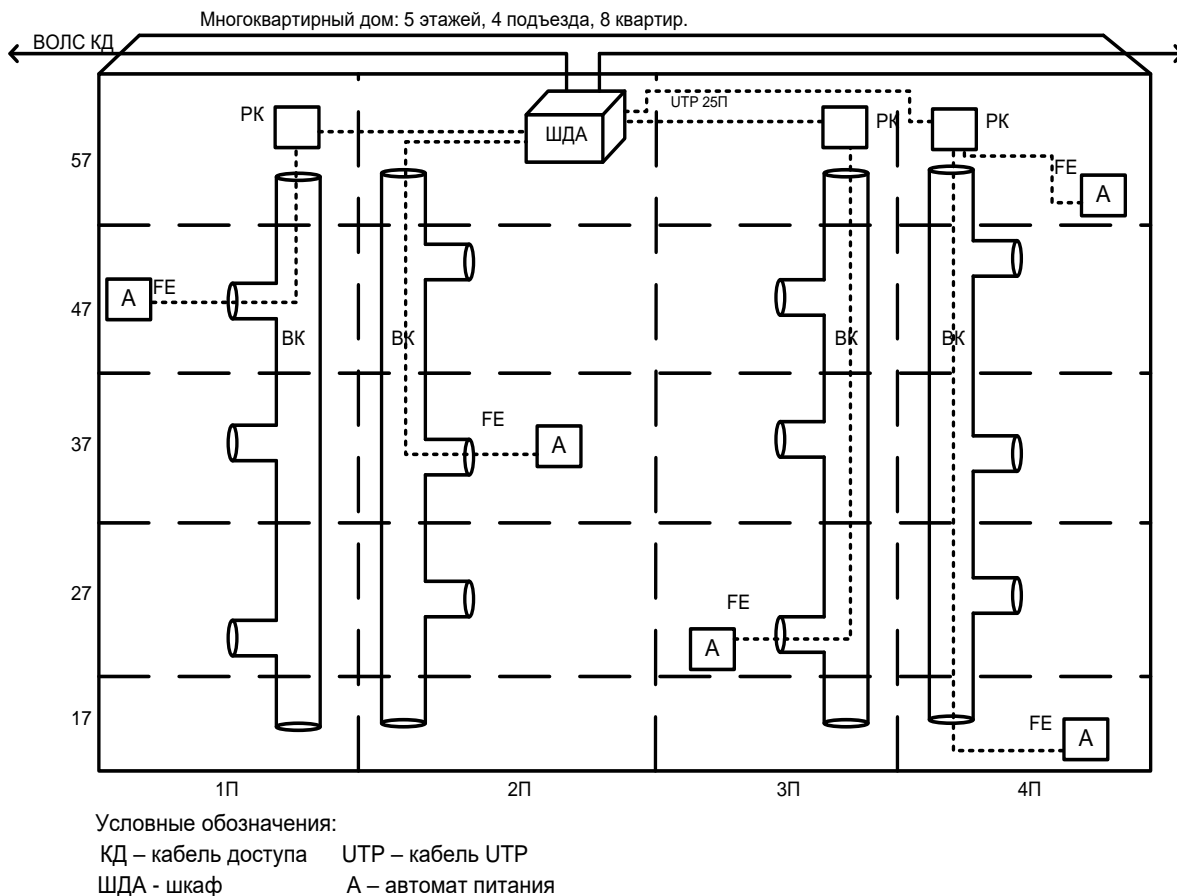 Многоквартирный дом: 5 этажей, 4 подъезда, 8 квартир.
ВОЛС КД
UTP 25П
РК
ШДА
РК
РК
57
FE
А
А
FE
47
ВК
ВК
ВК
ВК
FE
37
А
27
FE
А
17
FE
А
1П
2П
3П
4П
Условные обозначения:
КД – кабель доступа UTP – кабель UTP
ШДА - шкаф А – автомат питания